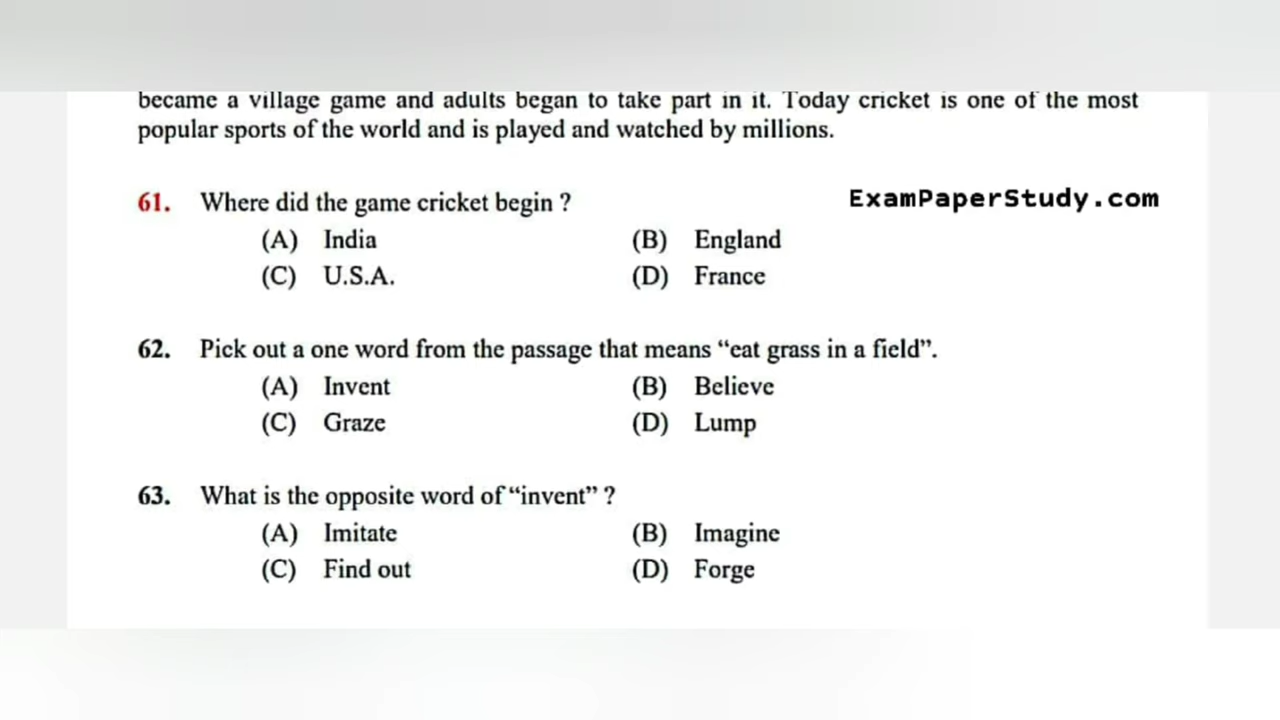 became a village game and adults began to take part in it. Today cricket is one of the most
popular sports of the world and is played and watched by millions.
61. Where did the game cricket begin ?
ExamPaperStudy.com
(A) India (B) England
(C) U.S.A. (D) France
62. Pick out a one word from the passage that means “eat grass in a field”.
(A) Invent (B) Believe
(C) Graze (D) Lump
63. What is the opposite word of “invent” ?
(A) Imitate (B) Imagine
(C) Find out (D) Forge